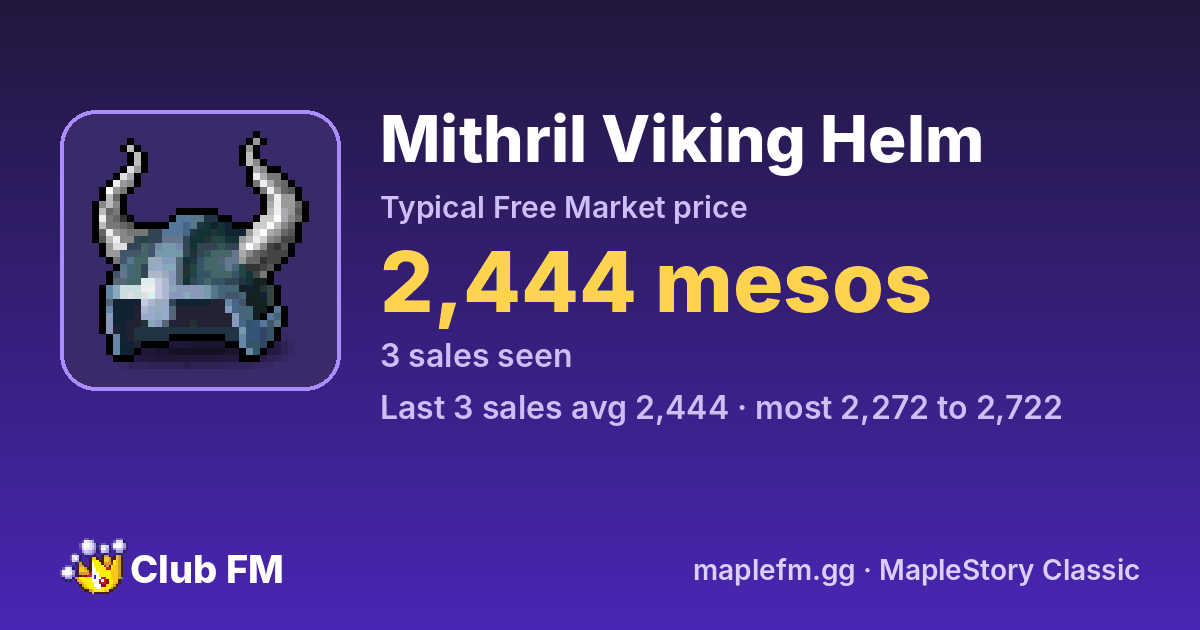 Mithril Viking Helm
Typical Free Market price
2,444 mesos
3 sales seen
Last 3 sales avg 2,444 · most 2,272 to 2,722
Club FM
maplefm.gg · MapleStory Classic